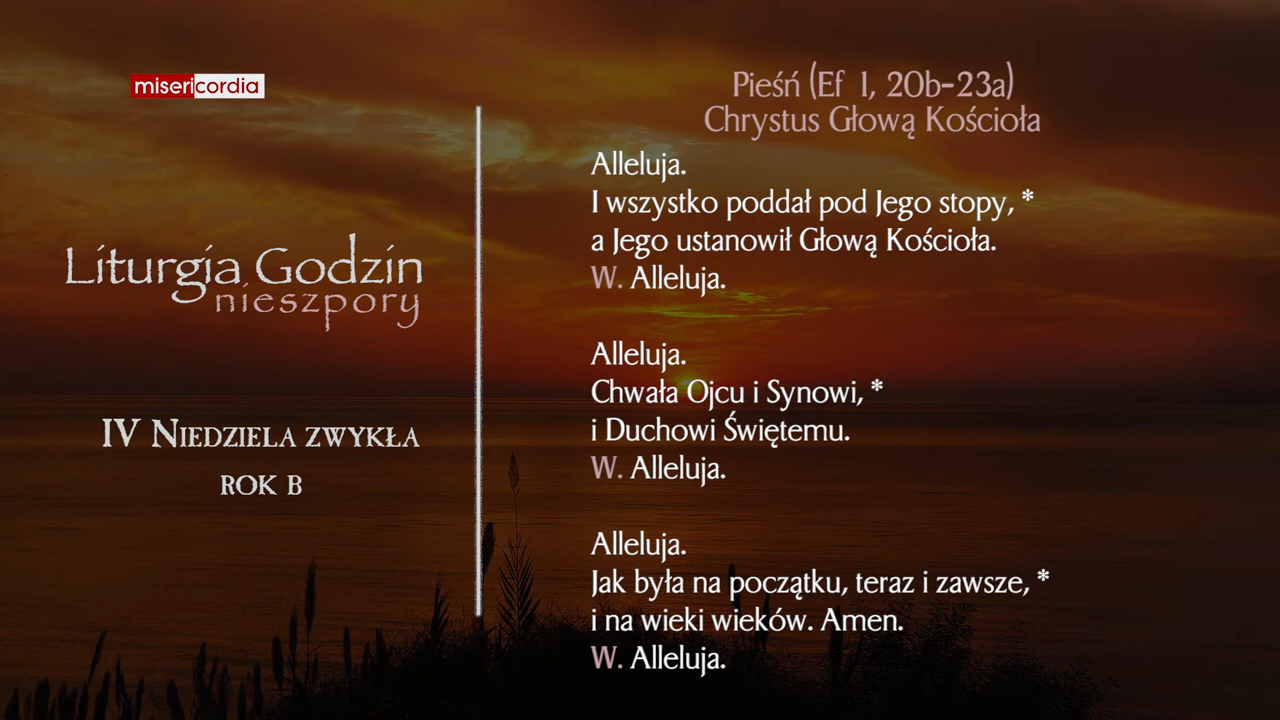 misericordia
Liturgia Godzin
nieszpory
IV Niedziela zwykła
rok B
Pieśń (Ef 1, 20b-23a)
Chrystus Głową Kościoła
Alleluja.
I wszystko poddał pod Jego stopy, *
a Jego ustanowił Głową Kościoła.
W. Alleluja.
Alleluja.
Chwała Ojcu i Synowi, *
i Duchowi Świętemu.
W. Alleluja.
Alleluja.
Jak była na początku, teraz i zawsze, *
i na wieki wieków. Amen.
W. Alleluja.